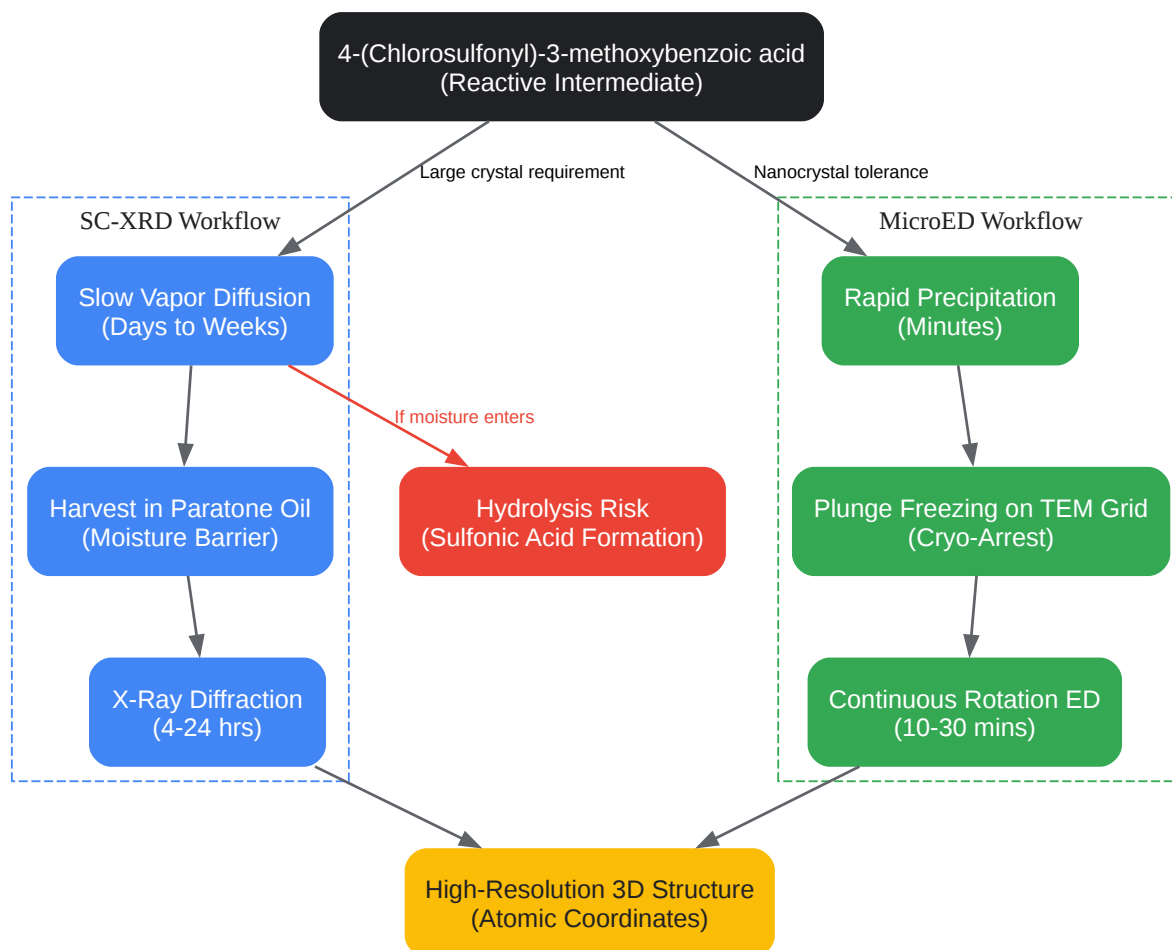 4-(Chlorosulfonyl)-3-methoxybenzoic acid
(Reactive Intermediate)
Large crystal requirement
Nanocrystal tolerance
SC-XRD Workflow
MicroED Workflow
Slow Vapor Diffusion
(Days to Weeks)
Rapid Precipitation
(Minutes)
If moisture enters
Harvest in Paratone Oil
(Moisture Barrier)
Hydrolysis Risk
(Sulfonic Acid Formation)
Plunge Freezing on TEM Grid
(Cryo-Arrest)
X-Ray Diffraction
(4-24 hrs)
Continuous Rotation ED
(10-30 mins)
High-Resolution 3D Structure
(Atomic Coordinates)